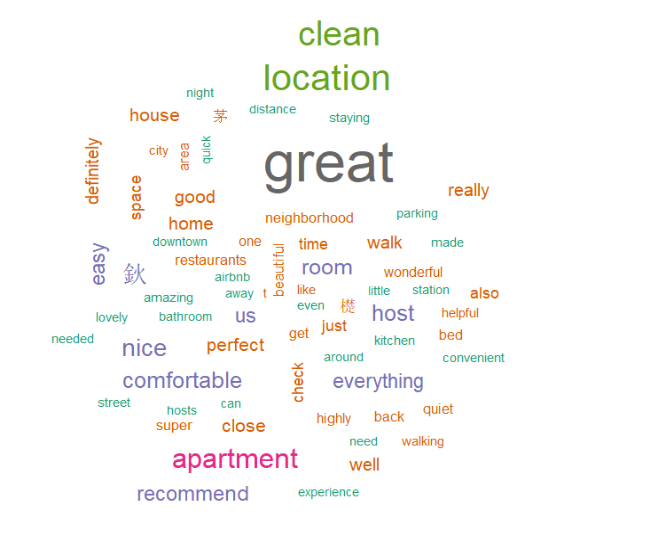 clean
location
night
house 茅 distance
staying
definitely
city area quick
great
space
good
really
home
neighborhood
parking
downtown one time walk made
easy
restaurants
beautiful
room
wonderful
鈥 airbnb
amazing away t like little station also
even 橽 host helpful
lovely bathroom us
just
needed
nice perfect get kitchen bed
around convenient
comfortable
check
everything
street hosts can
highly back quiet
super close
need walking
apartment well
recommend experience